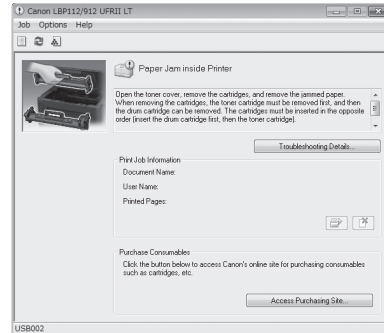 Canon LBP112/912 UFRII LT
Job Options Help
Paper Jam inside Printer
Open the toner cover, remove the cartridges, and remove the jammed paper.
When removing the cartridges, the toner cartridge must be removed first, and then
the drum cartridge can be removed. The cartridges must be inserted in the opposite
order (insert the drum cartridge first, then the toner cartridge).
Troubleshooting Details...
Print Job Information
Document Name:
User Name:
Printed Pages:
Purchase Consumables
Click the button below to access Canon's online site for purchasing consumables
such as cartridges, etc.
Access Purchasing Site...
USB002